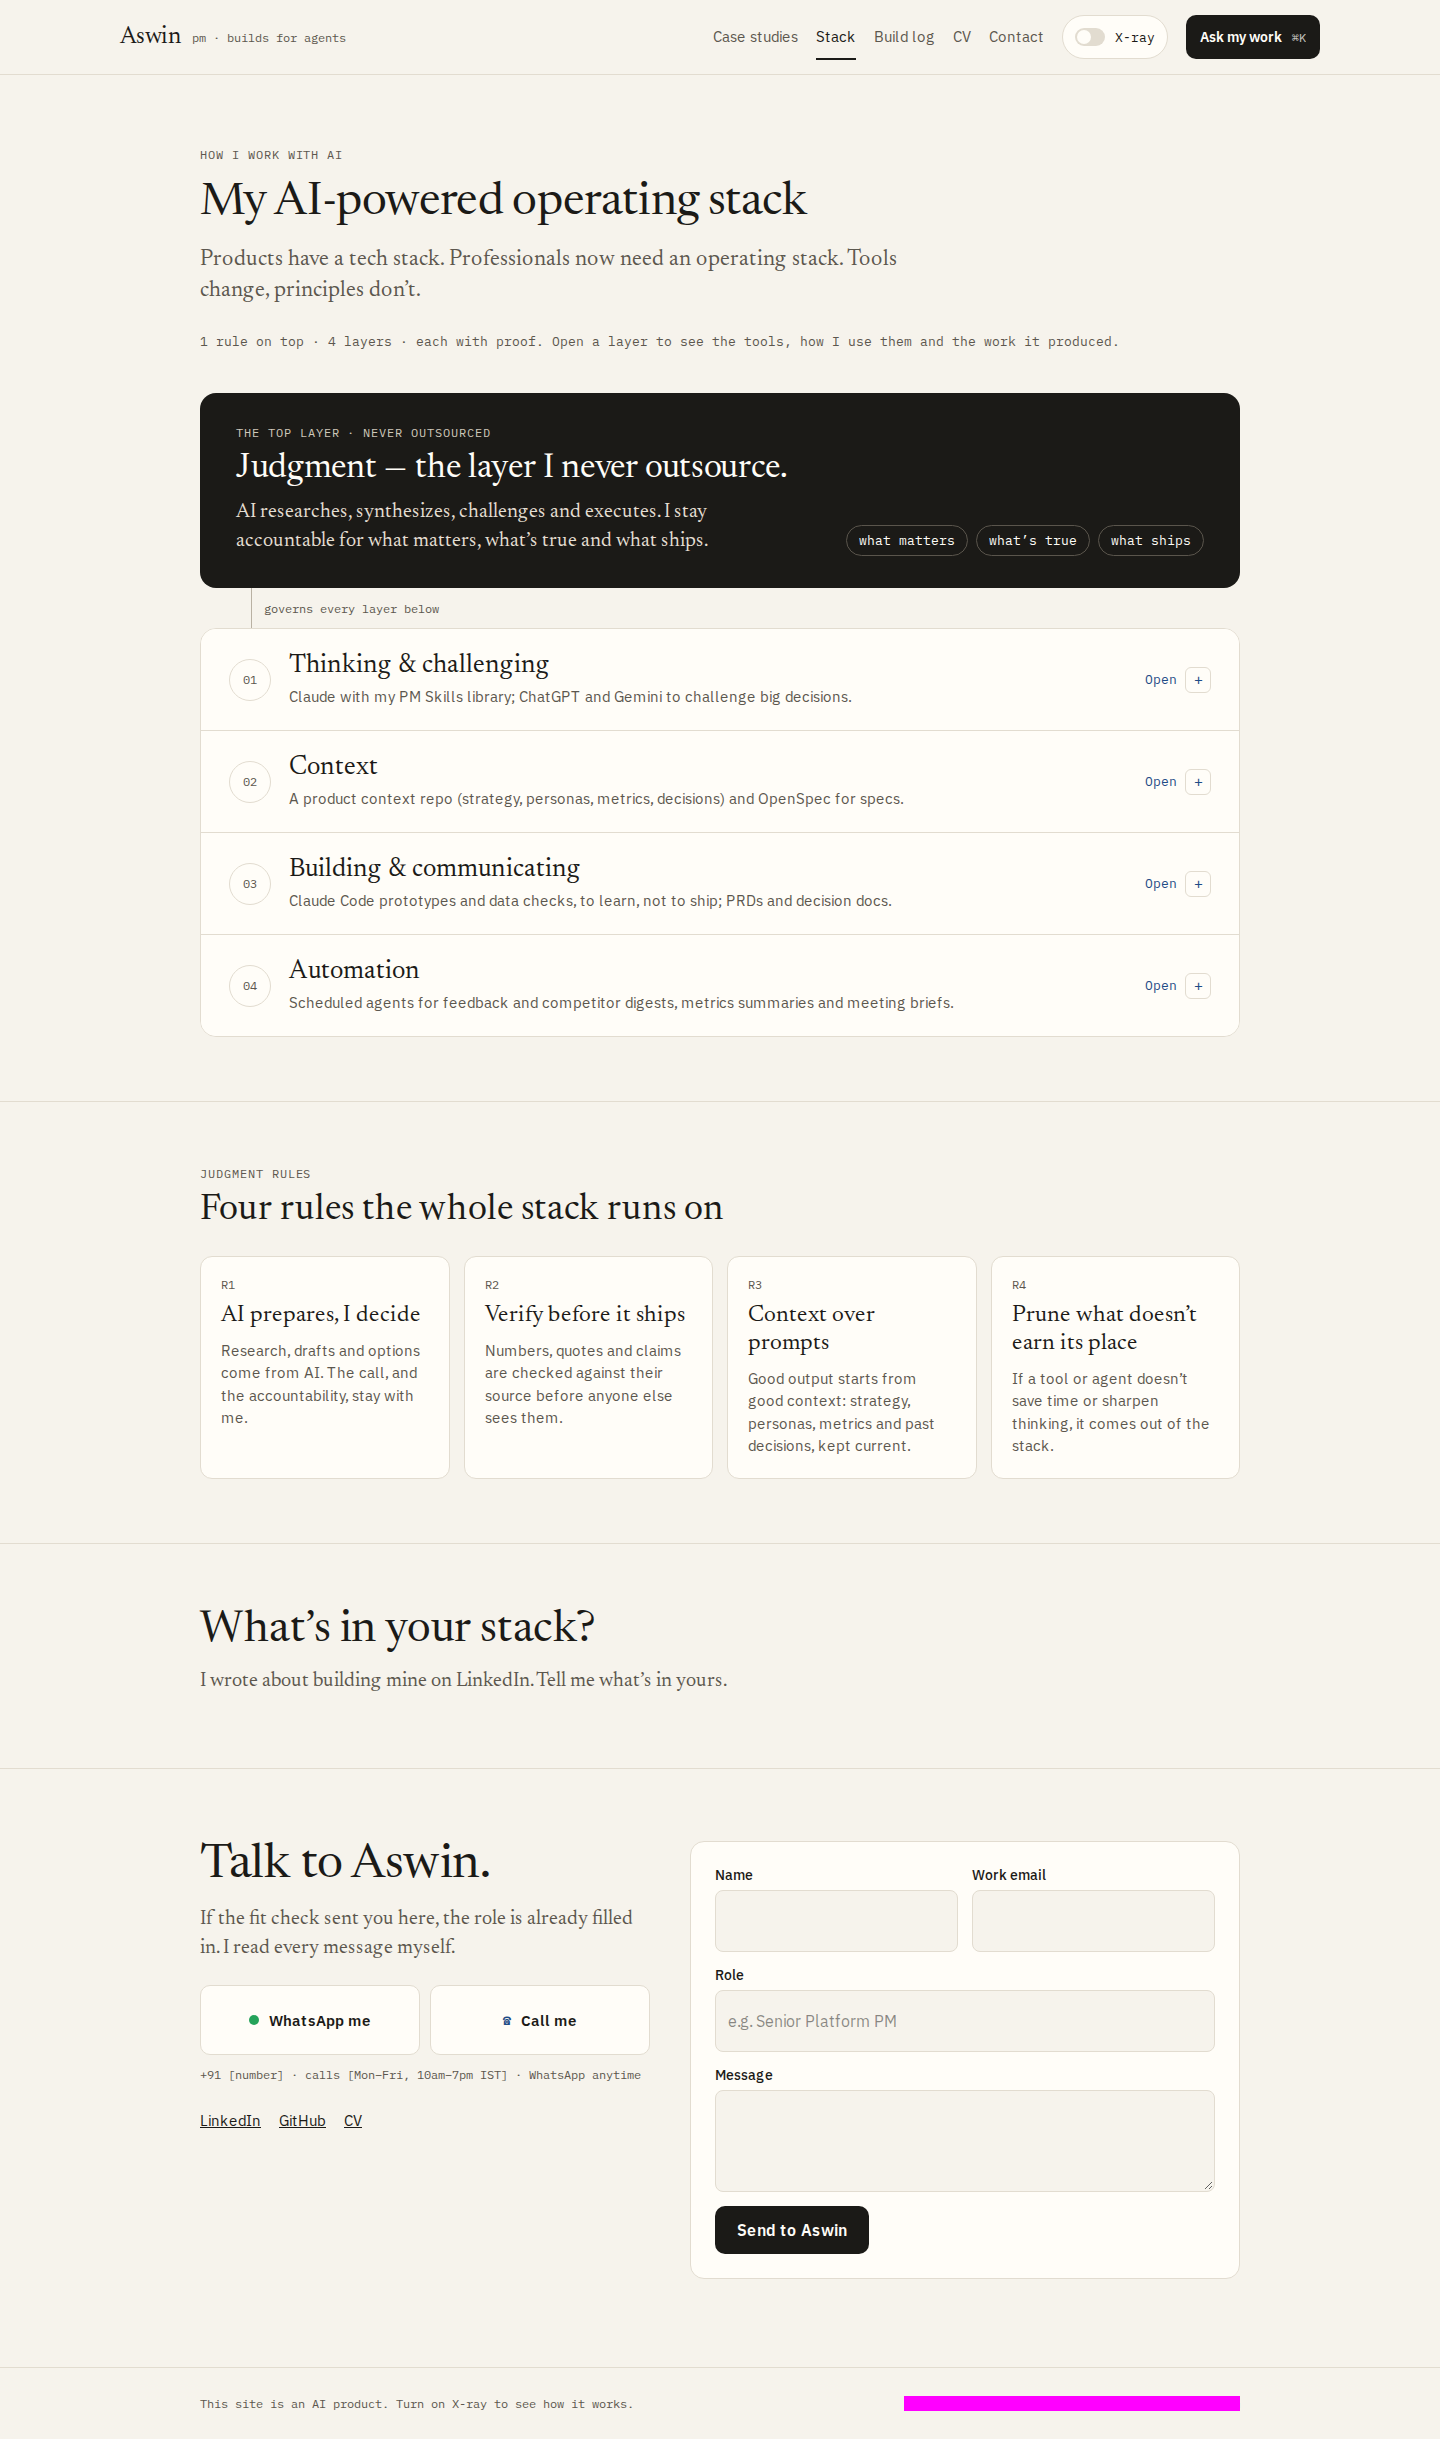 Aswin pm · builds for agents
Case studies Stack Build log CV Contact X-ray Ask my work ⌘K
HOW I WORK WITH AI
My AI-powered operating stack
Products have a tech stack. Professionals now need an operating stack. Tools
change, principles don’t.
1 rule on top · 4 layers · each with proof. Open a layer to see the tools, how I use them and the work it produced.
THE TOP LAYER · NEVER OUTSOURCED
Judgment — the layer I never outsource.
AI researches, synthesizes, challenges and executes. I stay
accountable for what matters, what’s true and what ships.
what matters what’s true what ships
governs every layer below
01
Thinking & challenging
Claude with my PM Skills library; ChatGPT and Gemini to challenge big decisions.
Open +
02
Context
A product context repo (strategy, personas, metrics, decisions) and OpenSpec for specs.
Open +
03
Building & communicating
Claude Code prototypes and data checks, to learn, not to ship; PRDs and decision docs.
Open +
04
Automation
Scheduled agents for feedback and competitor digests, metrics summaries and meeting briefs.
Open +
JUDGMENT RULES
Four rules the whole stack runs on
R1
AI prepares, I decide
Research, drafts and options
come from AI. The call, and
the accountability, stay with
me.
R2
Verify before it ships
Numbers, quotes and claims
are checked against their
source before anyone else
sees them.
R3
Context over
prompts
Good output starts from
good context: strategy,
personas, metrics and past
decisions, kept current.
R4
Prune what doesn’t
earn its place
If a tool or agent doesn’t
save time or sharpen
thinking, it comes out of the
stack.
What’s in your stack?
I wrote about building mine on LinkedIn. Tell me what’s in yours.
Talk to Aswin.
If the fit check sent you here, the role is already filled
in. I read every message myself.
WhatsApp me ☎ Call me
+91 [number] · calls [Mon–Fri, 10am–7pm IST] · WhatsApp anytime
LinkedIn GitHub CV
Name
Work email
Role
e.g. Senior Platform PM
Message
Send to Aswin
This site is an AI product. Turn on X-ray to see how it works.